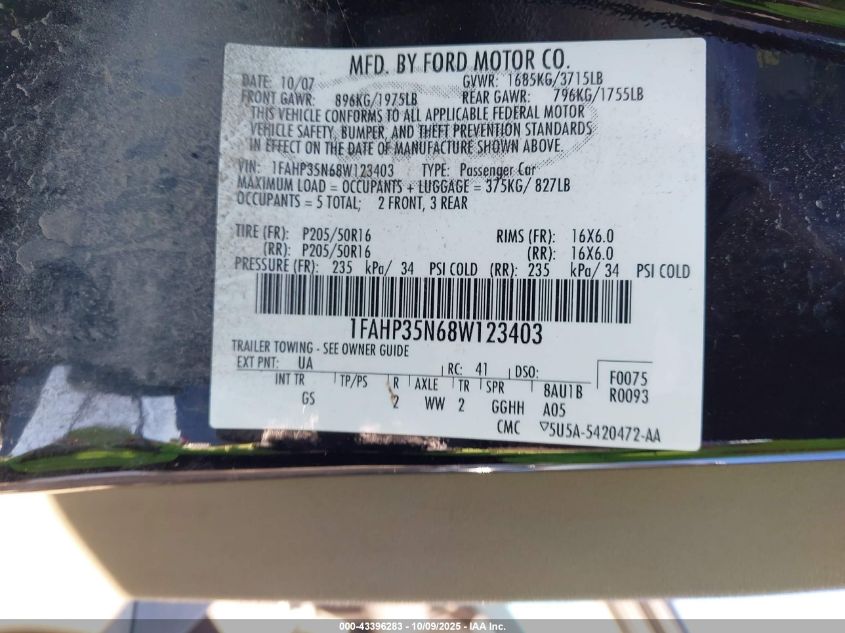 MFD. BY FORD MOTOR CO.
DATE: 10/07 GVWR: 1685KG/3715LB
FRONT GAWR: 896KG/1975LB REAR GAWR: 796KG/1755LB
THIS VEHICLE CONFORMS TO ALL APPLICABLE FEDERAL MOTOR
VEHICLE SAFETY, BUMPER, AND THEFT PREVENTION STANDARDS
IN EFFECT ON THE DATE OF MANUFACTURE SHOWN ABOVE.
VIN: 1FAHP35N68W123403 TYPE: Passenger Car
MAXIMUM LOAD = OCCUPANTS + LUGGAGE = 375KG/ 827LB
OCCUPANTS = 5 TOTAL; 2 FRONT, 3 REAR
TIRE (FR): P205/50R16 RIMS (FR): 16X6.0
(RR): P205/50R16 (RR): 16X6.0
PRESSURE (FR): 235 kPa/ 34 PSI COLD (RR): 235 kPa/ 34 PSI COLD
1FAHP35N68W123403
TRAILER TOWING - SEE OWNER GUIDE
EXT PNT: UA RC: 41 DSO: F0075
INT TR TP/PS R AXLE TR SPR 8AU1B R0093
GS 2 WW 2 GGHH A05
CMC ▽5U5A-5420472-AA
000-43396283 - 10/09/2025 - IAA Inc.